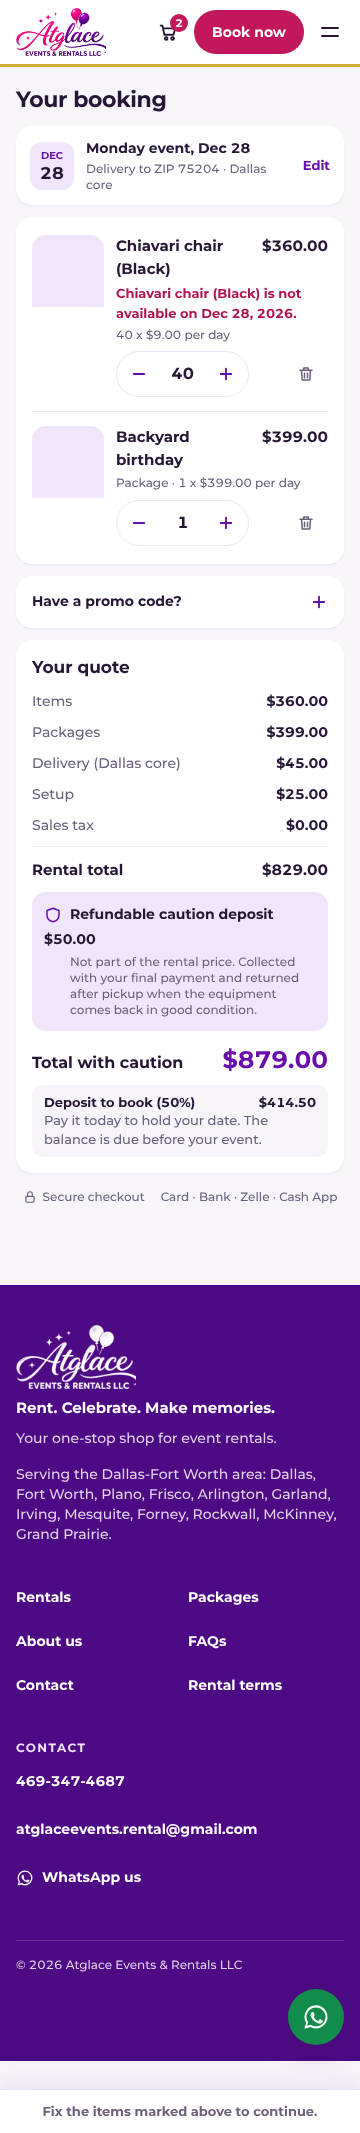 Atglace
EVENTS & RENTALS LLC
2
Book now
Your booking
DEC
28
Monday event, Dec 28
Delivery to ZIP 75204 · Dallas
core
Edit
Chiavari chair
(Black)
$360.00
Chiavari chair (Black) is not
available on Dec 28, 2026.
40 x $9.00 per day
40
Backyard
birthday
$399.00
Package · 1 x $399.00 per day
1
Have a promo code?
Your quote
Items $360.00
Packages $399.00
Delivery (Dallas core) $45.00
Setup $25.00
Sales tax $0.00
Rental total $829.00
Refundable caution deposit
$50.00
Not part of the rental price. Collected
with your final payment and returned
after pickup when the equipment
comes back in good condition.
Total with caution $879.00
Deposit to book (50%) $414.50
Pay it today to hold your date. The
balance is due before your event.
Secure checkout Card · Bank · Zelle · Cash App
Atglace
EVENTS & RENTALS LLC
Rent. Celebrate. Make memories.
Your one-stop shop for event rentals.
Serving the Dallas-Fort Worth area: Dallas,
Fort Worth, Plano, Frisco, Arlington, Garland,
Irving, Mesquite, Forney, Rockwall, McKinney,
Grand Prairie.
Rentals Packages
About us FAQs
Contact Rental terms
CONTACT
469-347-4687
atglaceevents.rental@gmail.com
WhatsApp us
© 2026 Atglace Events & Rentals LLC
Fix the items marked above to continue.